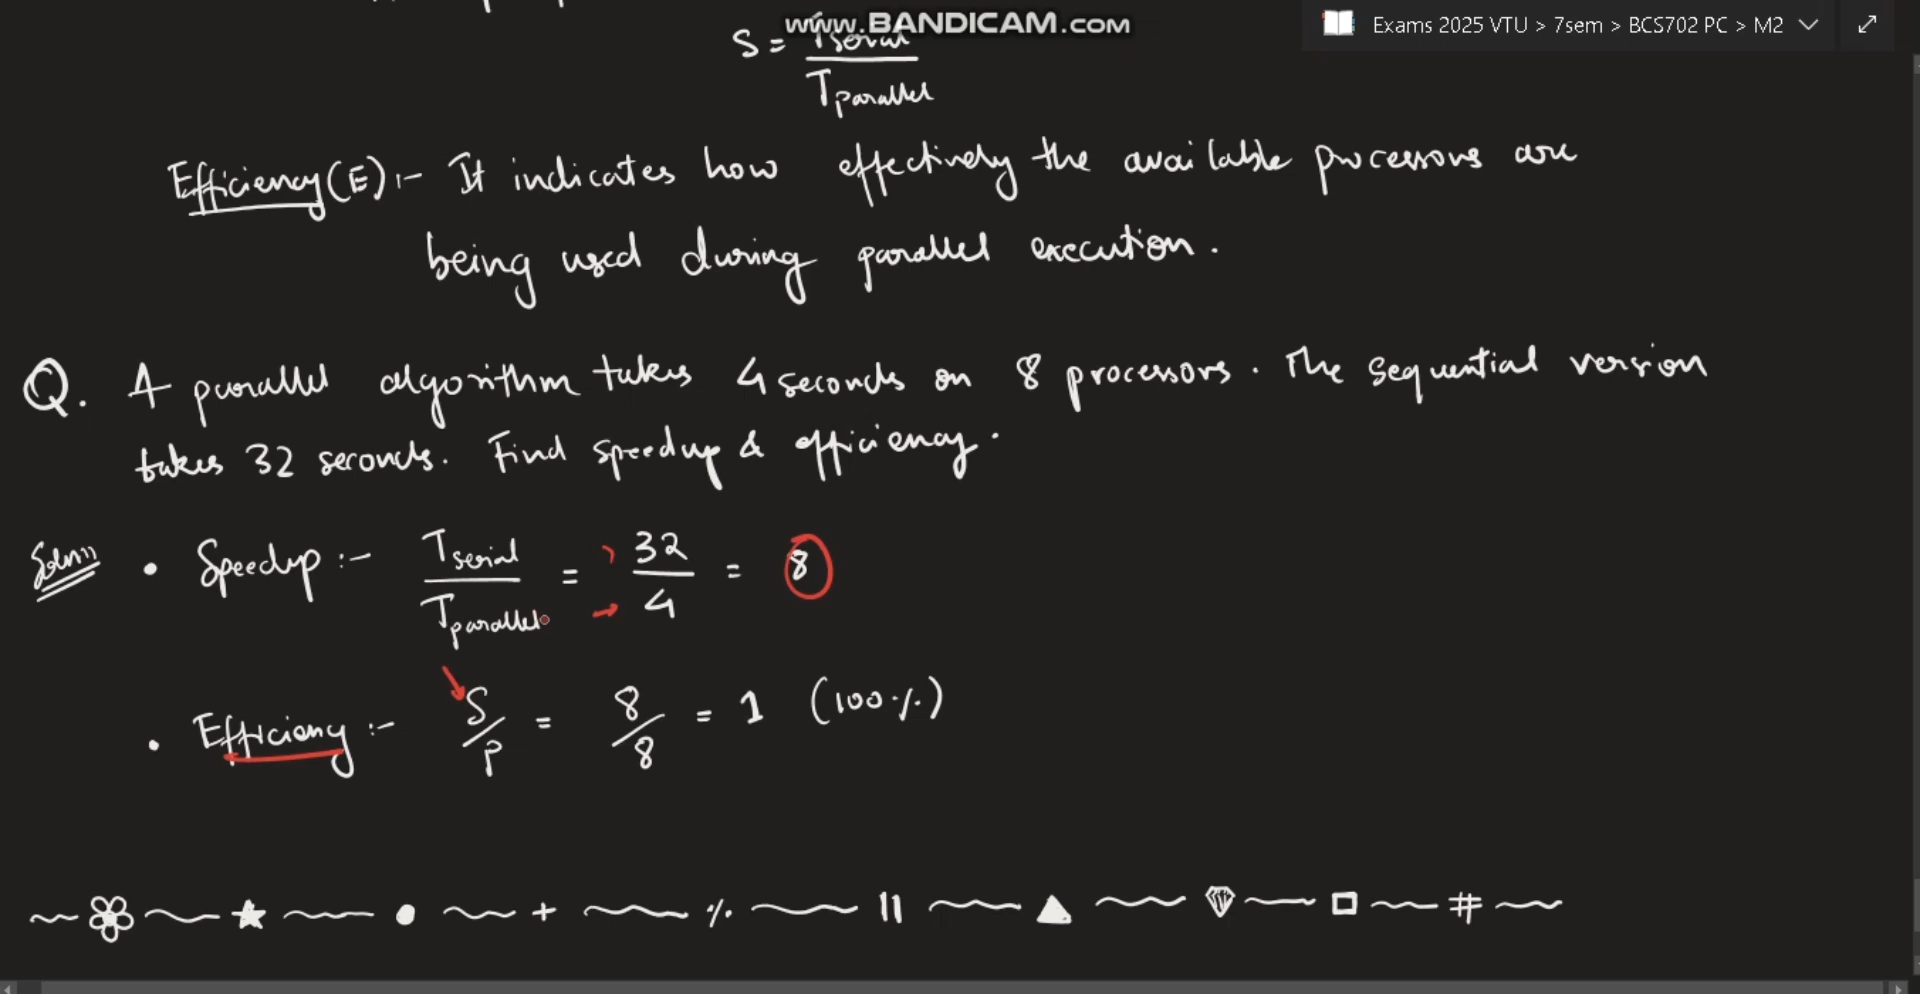 www.BANDICAM.com
Exams 2025 VTU > 7sem > BCS702 PC > M2
S = Tserial
Tparallel
Efficiency (E) :- It indicates how effectively the available processors are
being used during parallel execution.
Q. A parallel algorithm takes 4 seconds on 8 processors. The sequential version
takes 32 seconds. Find speedup & efficiency.
Soln
• Speedup :- Tserial / Tparallel = 32 / 4 = 8
• Efficiency :- S/P = 8/8 = 1 (100%)
+ % || #